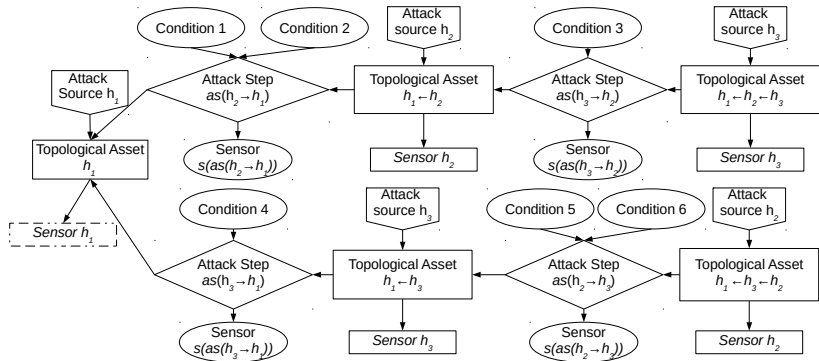 Condition 1
Condition 2
Attack
source h₂
Condition 3
Attack
source h₃
Attack
Source h₁
Attack Step
as(h₂→h₁)
Topological Asset
h₁←h₂
Attack Step
as(h₃→h₂)
Topological Asset
h₁←h₂←h₃
Topological Asset
h₁
Sensor
s(as(h₂→h₁))
Sensor h₂
Sensor
s(as(h₃→h₂))
Sensor h₃
Sensor h₁
Condition 4
Attack
source h₃
Condition 5
Condition 6
Attack
source h₂
Attack Step
as(h₃→h₁)
Topological Asset
h₁←h₃
Attack Step
as(h₂→h₃)
Topological Asset
h₁←h₃←h₂
Sensor
s(as(h₃→h₁))
Sensor h₃
Sensor
s(as(h₂→h₃))
Sensor h₂